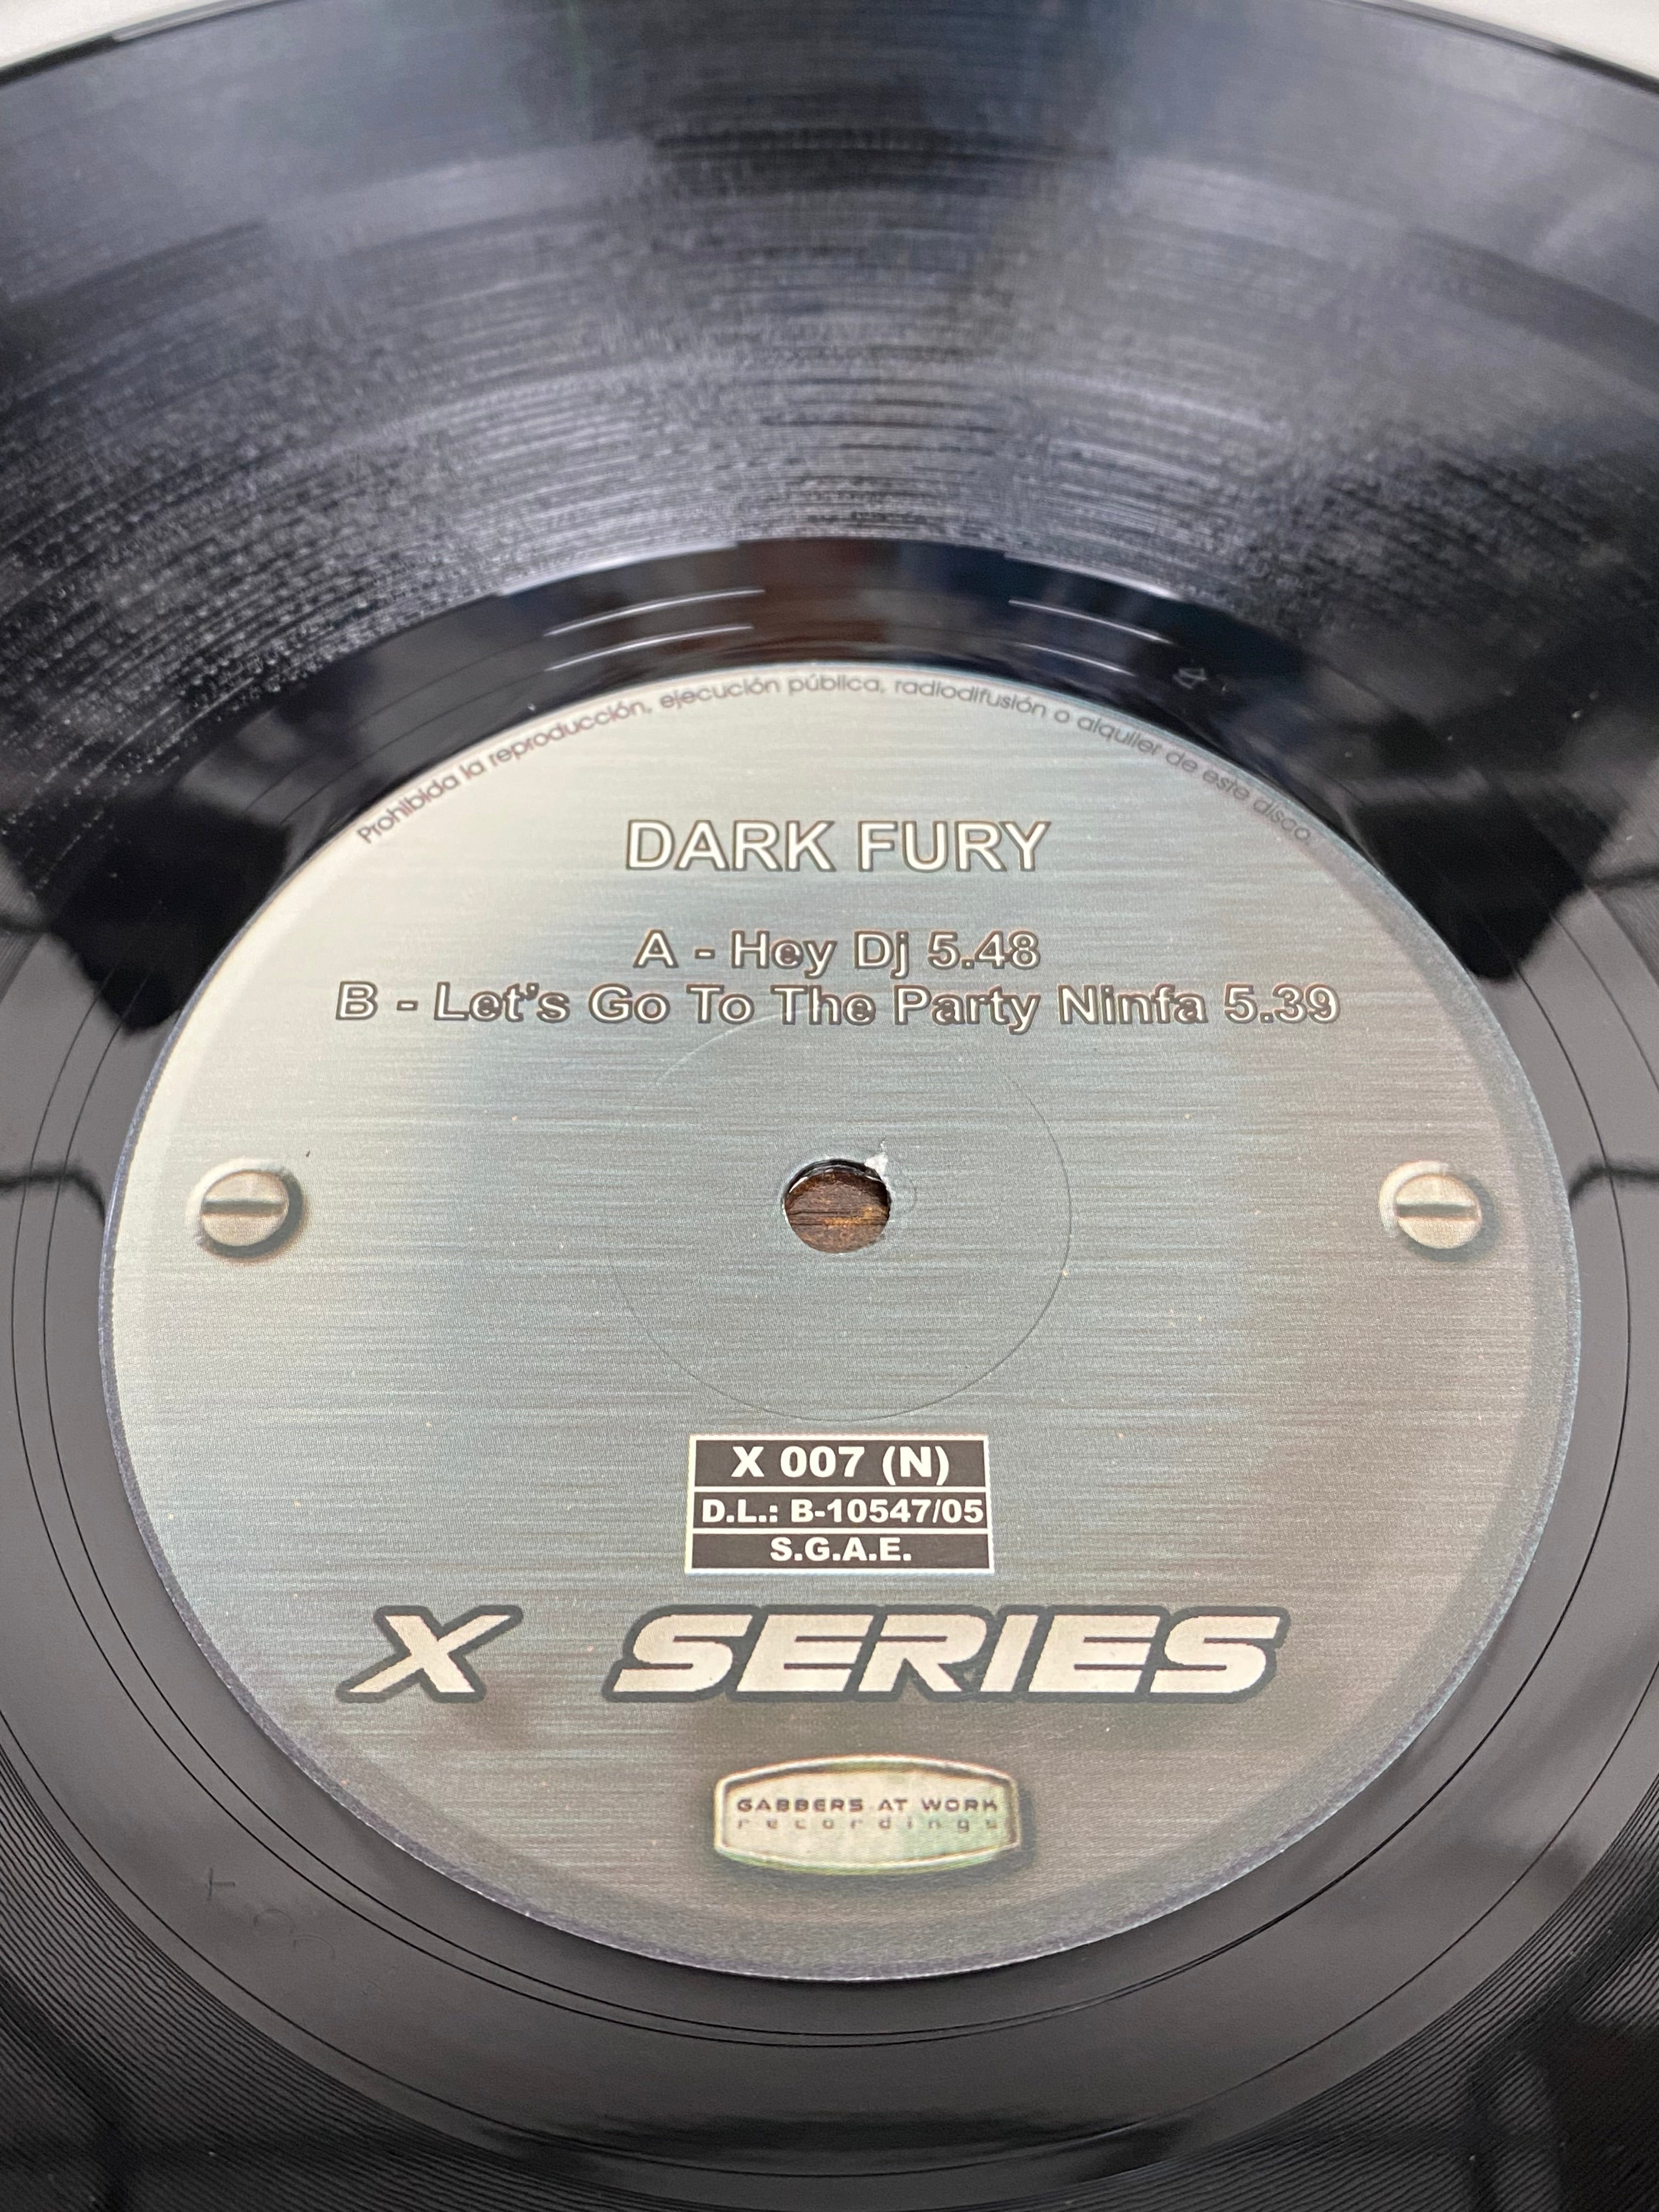 Prohibida la reproducción, ejecución pública, radiodifusión o alquiler de este disco.
DARK FURY
A - Hey Dj 5.48
B - Let's Go To The Party Ninfa 5.39
X 007 (N)
D.L.: B-10547/05
S.G.A.E.
X SERIES
GABBERS AT WORK
recordings